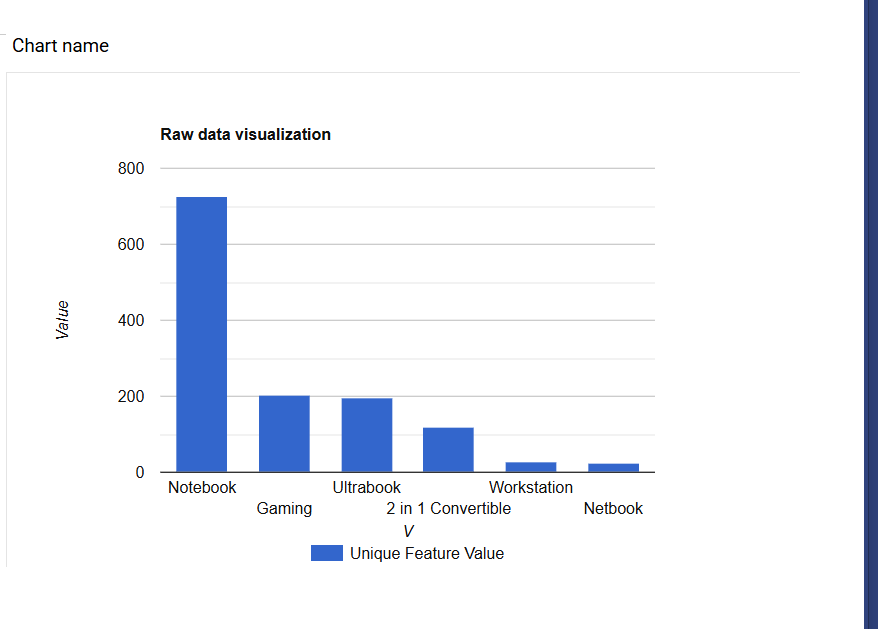 Chart name
Raw data visualization
800
600
400
200
0
Value
Notebook
Gaming
Ultrabook
2 in 1 Convertible
Workstation
Netbook
V
Unique Feature Value